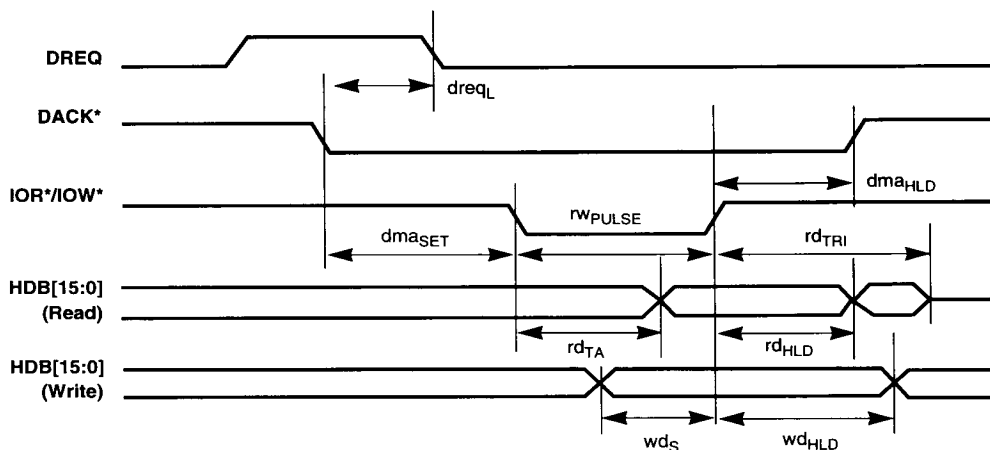 DREQ
dreqL
DACK*
dmaHLD
IOR*/IOW*
dmaSET
rwPULSE
rdTRI
HDB[15:0]
(Read)
rdTA
rdHLD
HDB[15:0]
(Write)
wdS
wdHLD